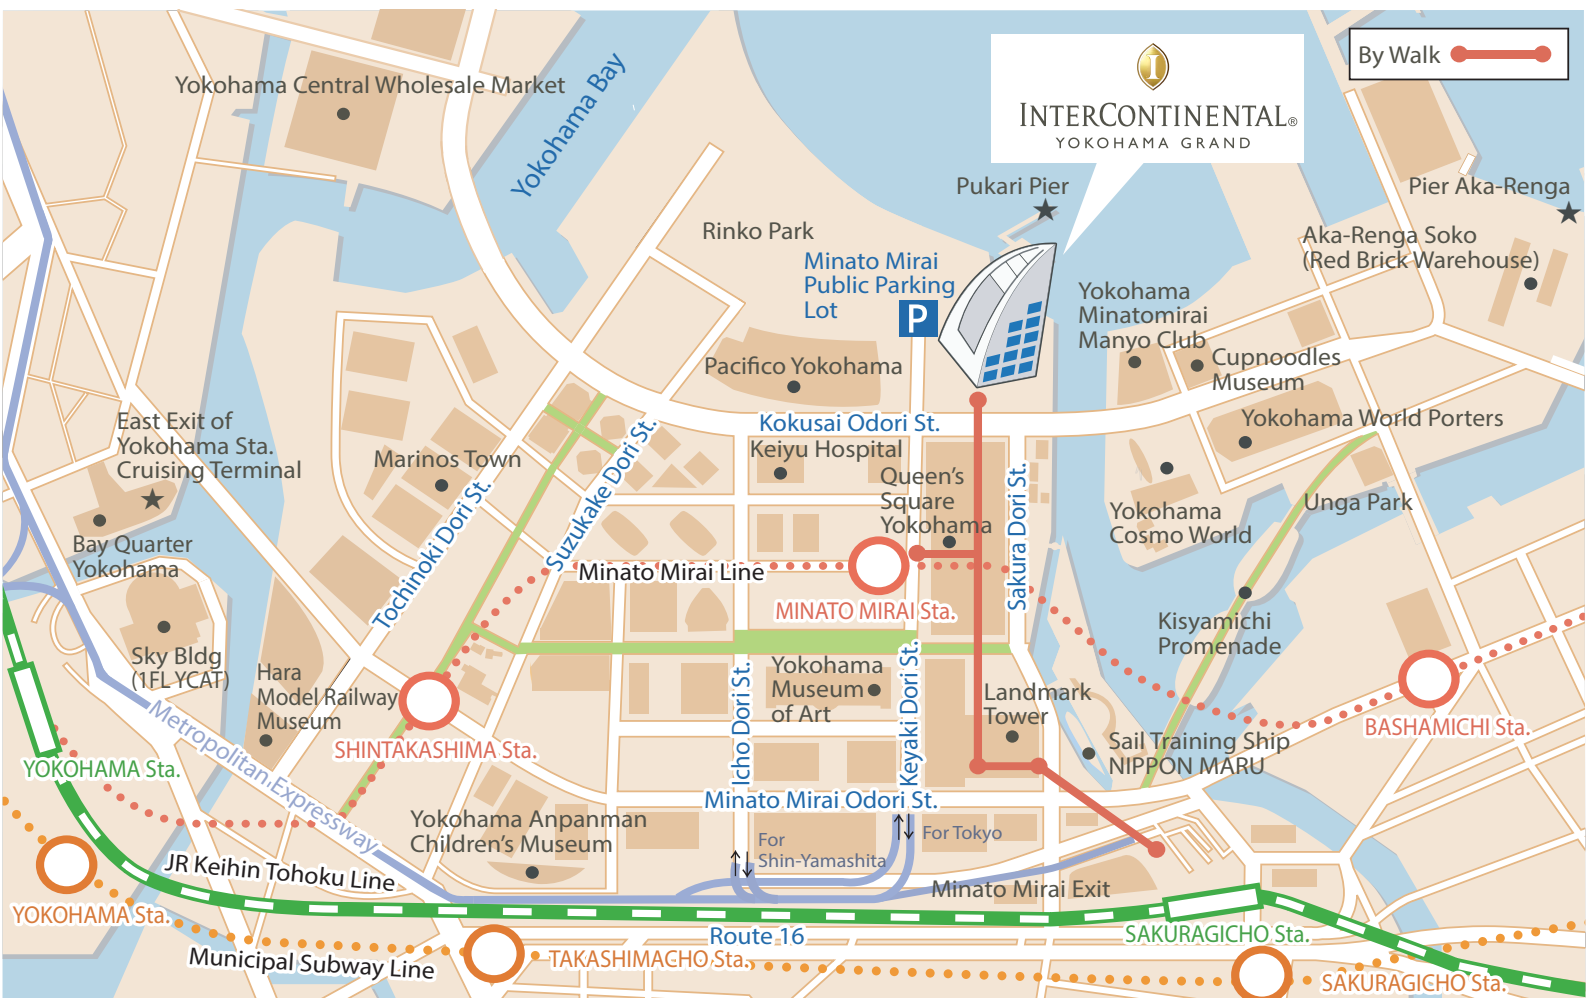 By Walk
I
INTERCONTINENTAL®
YOKOHAMA GRAND
Yokohama Central Wholesale Market
Yokohama Bay
Pukari Pier
Pier Aka-Renga
Rinko Park
Aka-Renga Soko
(Red Brick Warehouse)
Minato Mirai
Public Parking
Lot
P
Yokohama
Minatomirai
Manyo Club
Cupnoodles
Museum
Pacifico Yokohama
Yokohama World Porters
East Exit of
Yokohama Sta.
Cruising Terminal
Kokusai Odori St.
Keiyu Hospital
Marinos Town
Queen's
Square
Yokohama
Sakura Dori St.
Suzukake Dori St.
Tochinoki Dori St.
Unga Park
Yokohama
Cosmo World
Bay Quarter
Yokohama
Minato Mirai Line
MINATO MIRAI Sta.
Kisyamichi
Promenade
Sky Bldg
(1FL YCAT)
Hara
Model Railway
Museum
Yokohama
Museum
of Art
Icho Dori St.
Keyaki Dori St.
Landmark
Tower
Metropolitan Expressway
SHINTAKASHIMA Sta.
BASHAMICHI Sta.
Sail Training Ship
NIPPON MARU
YOKOHAMA Sta.
Minato Mirai Odori St.
Yokohama Anpanman
Children's Museum
For
Shin-Yamashita
For Tokyo
JR Keihin Tohoku Line
Minato Mirai Exit
YOKOHAMA Sta.
Route 16
SAKURAGICHO Sta.
Municipal Subway Line
TAKASHIMACHO Sta.
SAKURAGICHO Sta.